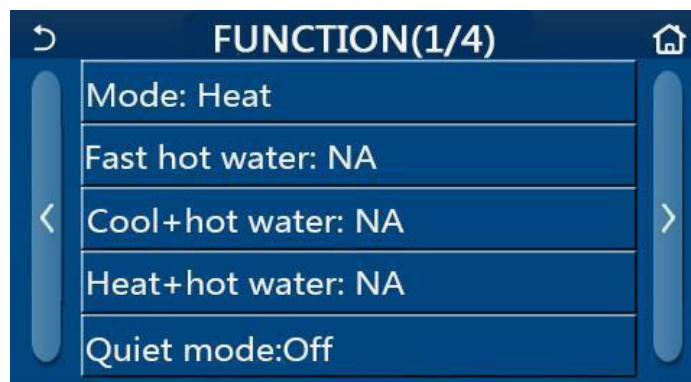 FUNCTION(1/4)
Mode: Heat
Fast hot water: NA
Cool+hot water: NA
Heat+hot water: NA
Quiet mode:Off